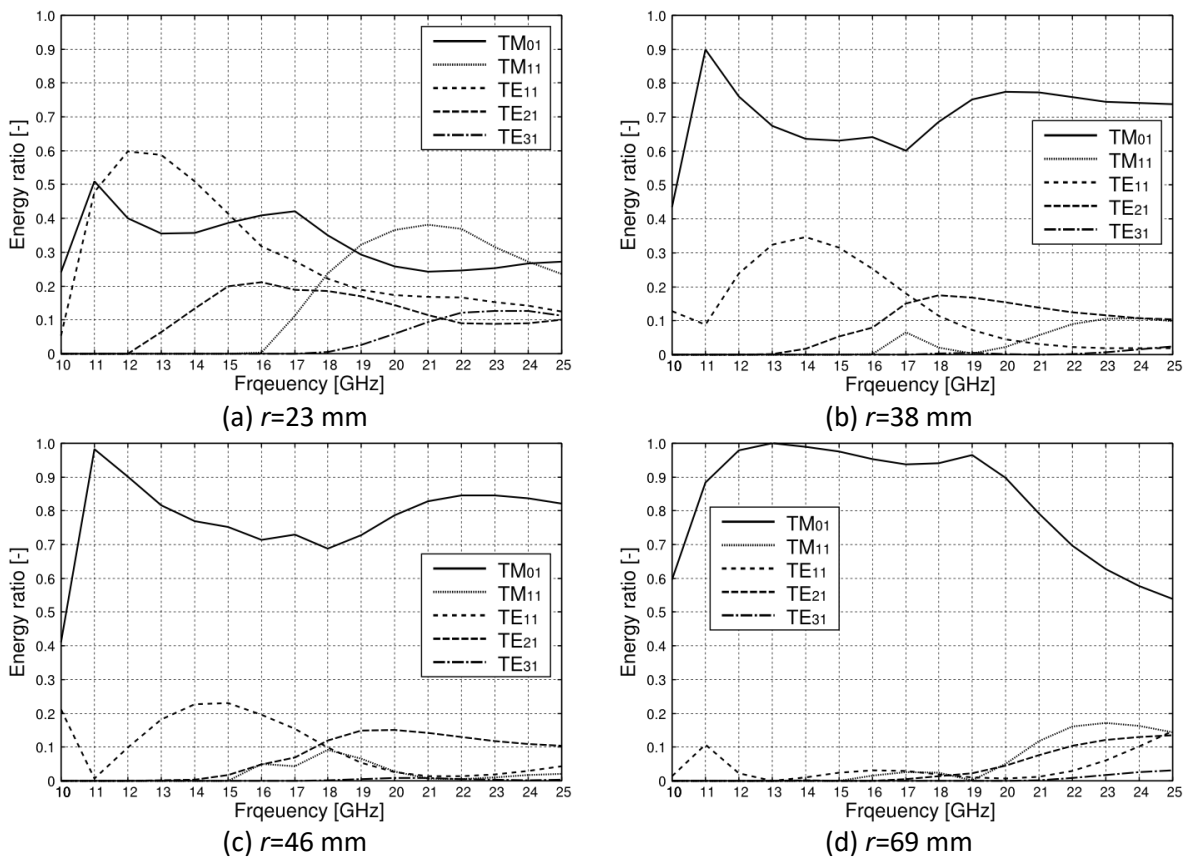 1.0
0.9
0.8
0.7
0.6
0.5
0.4
0.3
0.2
0.1
0
Energy ratio [-]
TM01
TM11
TE11
TE21
TE31
10 11 12 13 14 15 16 17 18 19 20 21 22 23 24 25
Frqeuency [GHz]
(a) r=23 mm
1.0
0.9
0.8
0.7
0.6
0.5
0.4
0.3
0.2
0.1
0
Energy ratio [-]
TM01
TM11
TE11
TE21
TE31
10 11 12 13 14 15 16 17 18 19 20 21 22 23 24 25
Frqeuency [GHz]
(b) r=38 mm
1.0
0.9
0.8
0.7
0.6
0.5
0.4
0.3
0.2
0.1
0
Energy ratio [-]
TM01
TM11
TE11
TE21
TE31
10 11 12 13 14 15 16 17 18 19 20 21 22 23 24 25
Frqeuency [GHz]
(c) r=46 mm
1.0
0.9
0.8
0.7
0.6
0.5
0.4
0.3
0.2
0.1
0
Energy ratio [-]
TM01
TM11
TE11
TE21
TE31
10 11 12 13 14 15 16 17 18 19 20 21 22 23 24 25
Frqeuency [GHz]
(d) r=69 mm